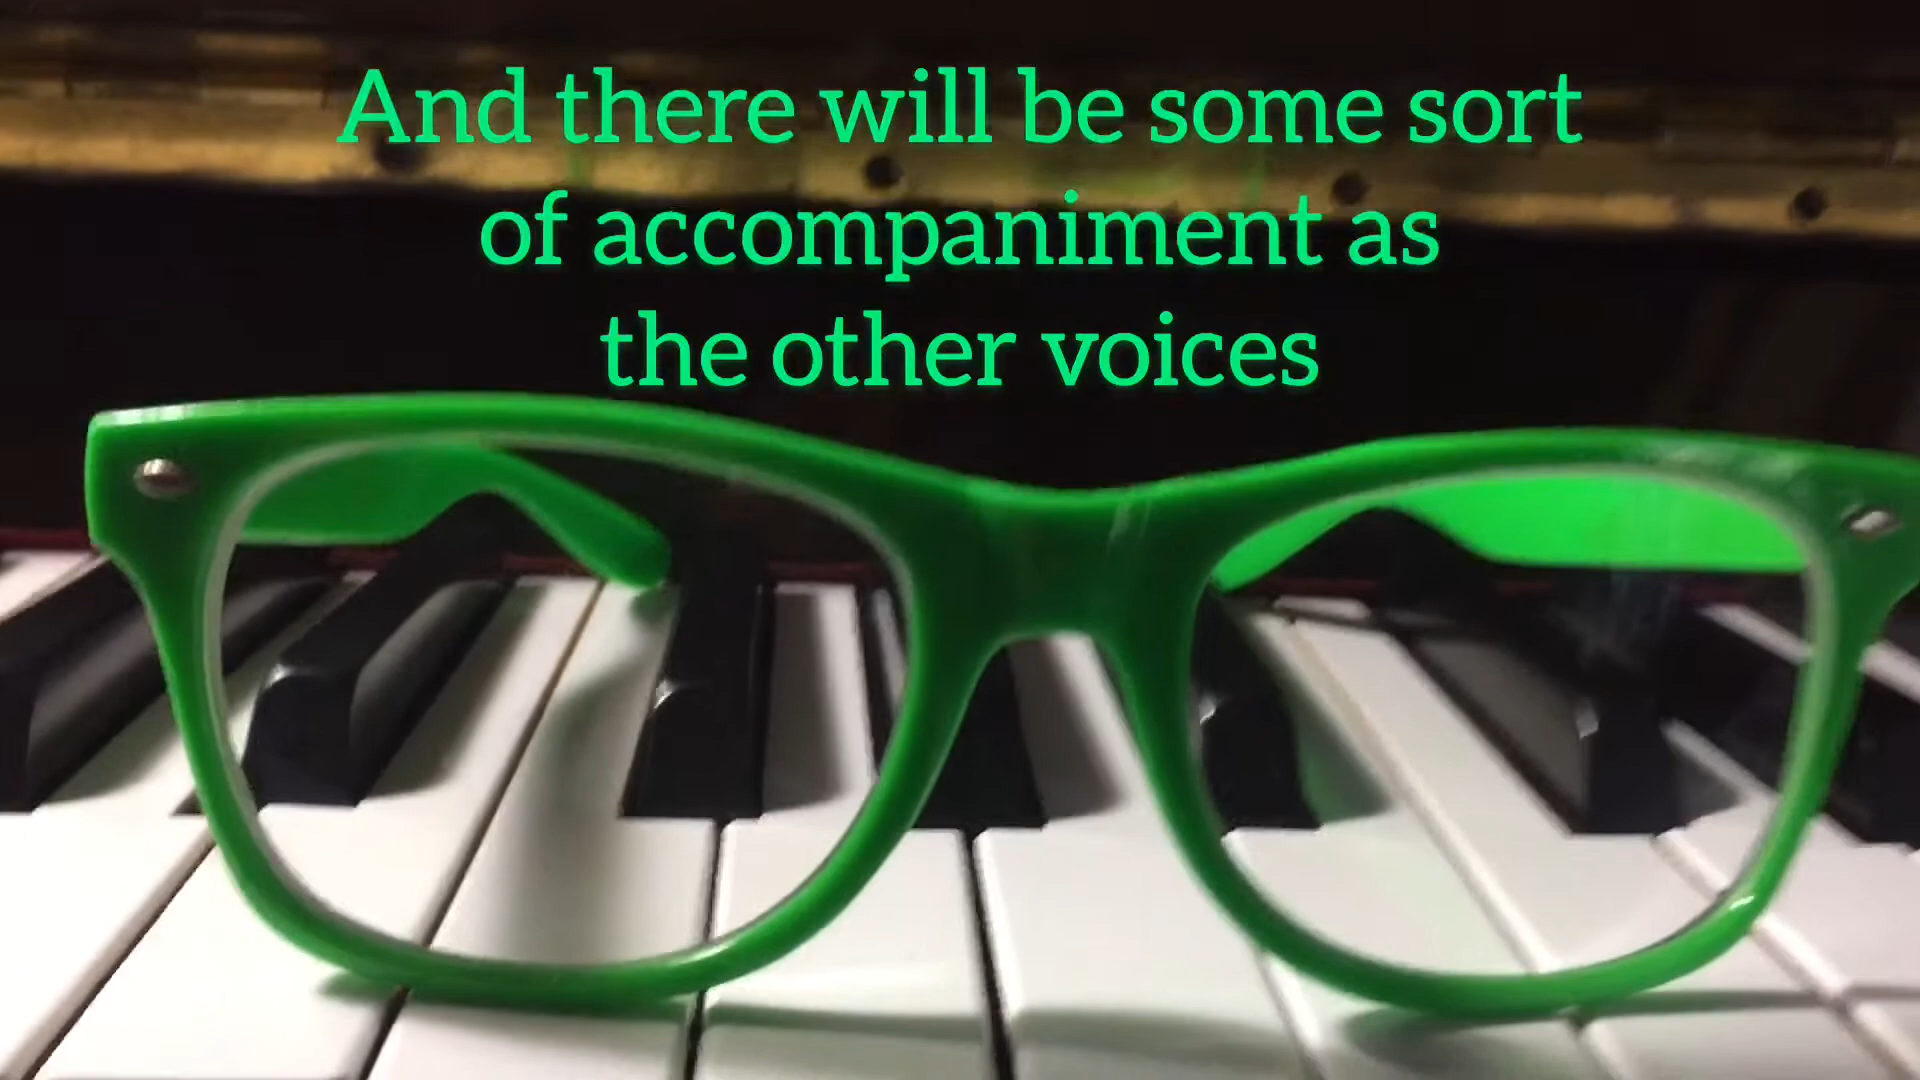 And there will be some sort
of accompaniment as
the other voices